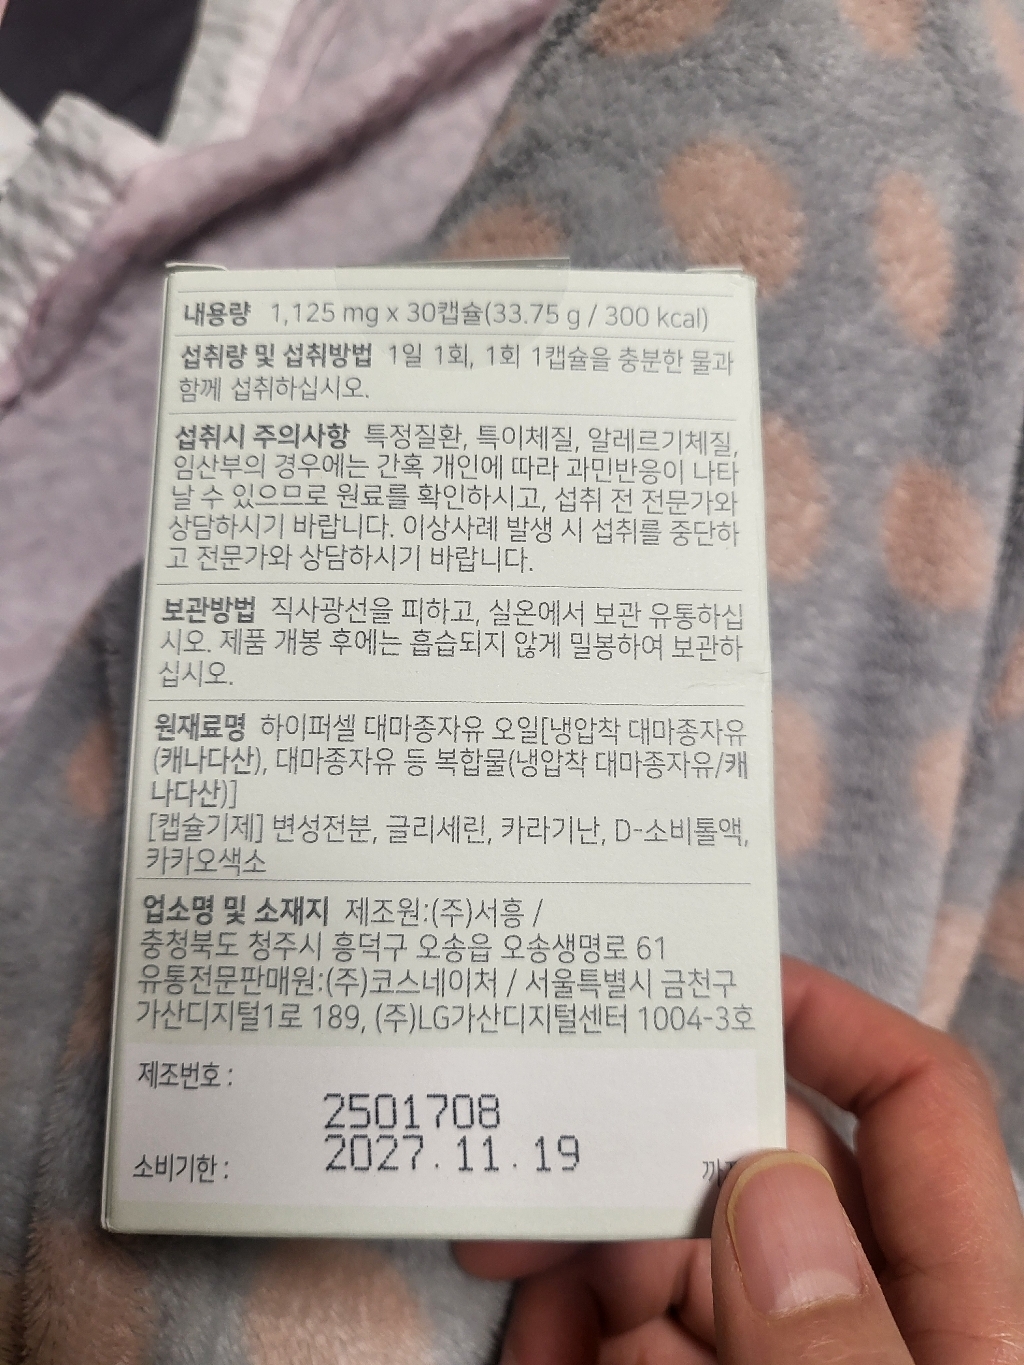 내용량 1,125 mg x 30캡슐(33.75 g / 300 kcal)
섭취량 및 섭취방법 1일 1회, 1회 1캡슐을 충분한 물과
함께 섭취하십시오.
섭취시 주의사항 특정질환, 특이체질, 알레르기체질,
임산부의 경우에는 간혹 개인에 따라 과민반응이 나타
날 수 있으므로 원료를 확인하시고, 섭취 전 전문가와
상담하시기 바랍니다. 이상사례 발생 시 섭취를 중단하
고 전문가와 상담하시기 바랍니다.
보관방법 직사광선을 피하고, 실온에서 보관 유통하십
시오. 제품 개봉 후에는 흡습되지 않게 밀봉하여 보관하
십시오.
원재료명 하이퍼셀 대마종자유 오일[냉압착 대마종자유
(캐나다산), 대마종자유 등 복합물(냉압착 대마종자유/캐
나다산)]
[캡슐기제] 변성전분, 글리세린, 카라기난, D-소비톨액,
카카오색소
업소명 및 소재지 제조원:(주)서흥 /
충청북도 청주시 흥덕구 오송읍 오송생명로 61
유통전문판매원:(주)코스네이처 / 서울특별시 금천구
가산디지털1로 189, (주)LG가산디지털센터 1004-3호
제조번호 :
2501708
소비기한 : 2027.11.19